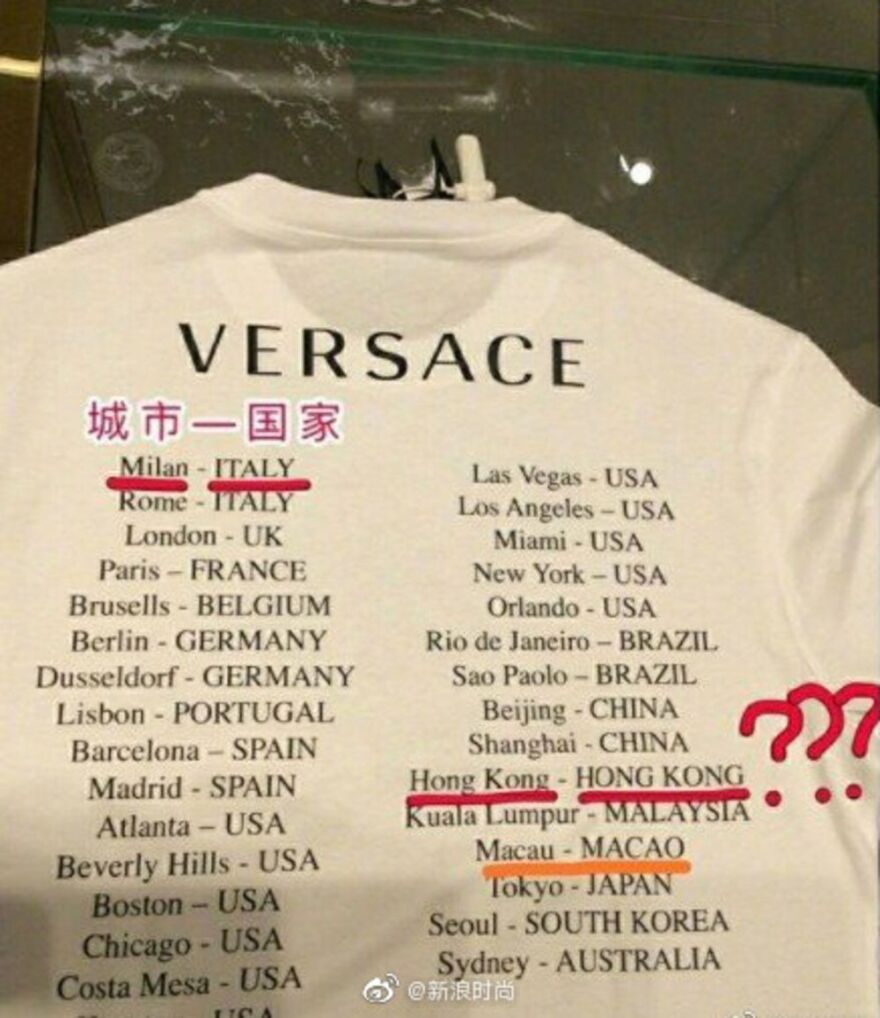 VERSACE
城市—国家
Milan - ITALY
Rome - ITALY
London - UK
Paris – FRANCE
Brusells - BELGIUM
Berlin - GERMANY
Dusseldorf - GERMANY
Lisbon - PORTUGAL
Barcelona – SPAIN
Madrid - SPAIN
Atlanta – USA
Beverly Hills - USA
Boston – USA
Chicago - USA
Costa Mesa - USA
USA
Las Vegas - USA
Los Angeles – USA
Miami - USA
New York – USA
Orlando - USA
Rio de Janeiro – BRAZIL
Sao Paolo – BRAZIL
Beijing - CHINA
Shanghai - CHINA
Hong Kong - HONG KONG
???
Kuala Lumpur - MALAYSIA
Macau - MACAO
Tokyo - JAPAN
Seoul - SOUTH KOREA
Sydney - AUSTRALIA
@新浪时尚